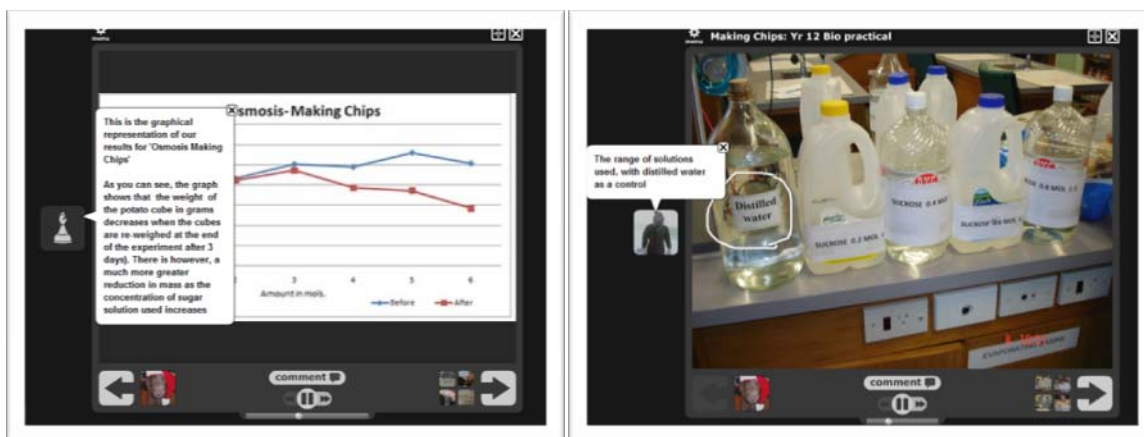 menu
Osmosis- Making Chips
This is the graphical
representation of our
results for 'Osmosis Making
Chips'
As you can see, the graph
shows that the weight of
the potato cube in grams
decreases when the cubes
are re-weighed at the end
of the experiment after 3
days). There is however, a
much more greater
reduction in mass as the
concentration of sugar
solution used increases
2 3 4 5 6
Amount in mols.
Before After
comment
menu
Making Chips: Yr 12 Bio practical
The range of solutions
used, with distilled water
as a control
Distilled
water
SUCROSE 0.2 MOL
SUCROSE 0.4 MOL
SUCROSE
MOL
comment